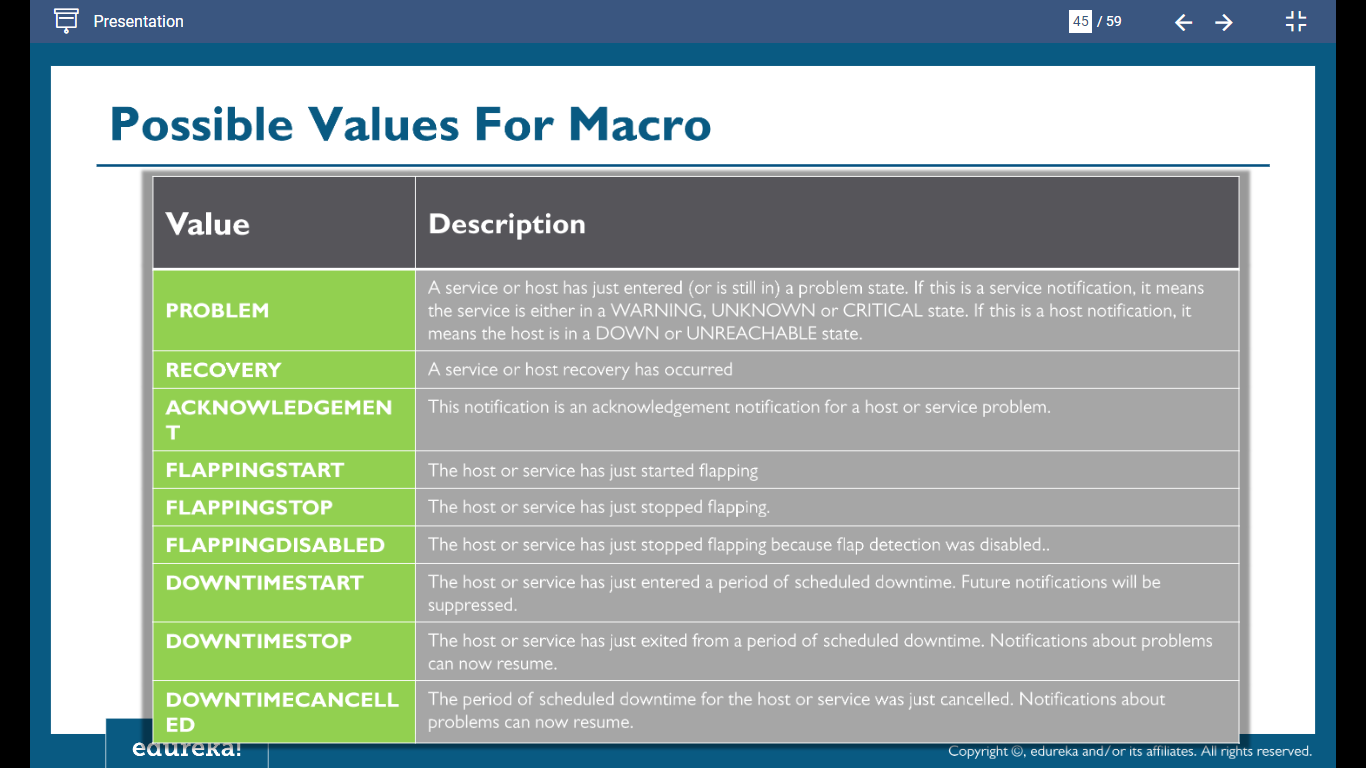 Presentation
45 / 59
Possible Values For Macro
Value
Description
PROBLEM
A service or host has just entered (or is still in) a problem state. If this is a service notification, it means
the service is either in a WARNING, UNKNOWN or CRITICAL state. If this is a host notification, it
means the host is in a DOWN or UNREACHABLE state.
RECOVERY
A service or host recovery has occurred
ACKNOWLEDGEMEN
T
This notification is an acknowledgement notification for a host or service problem.
FLAPPINGSTART
The host or service has just started flapping
FLAPPINGSTOP
The host or service has just stopped flapping.
FLAPPINGDISABLED
The host or service has just stopped flapping because flap detection was disabled..
DOWNTIMESTART
The host or service has just entered a period of scheduled downtime. Future notifications will be
suppressed.
DOWNTIMESTOP
The host or service has just exited from a period of scheduled downtime. Notifications about problems
can now resume.
DOWNTIMECANCELL
ED
The period of scheduled downtime for the host or service was just cancelled. Notifications about
problems can now resume.
edureka!
Copyright ©, edureka and/or its affiliates. All rights reserved.